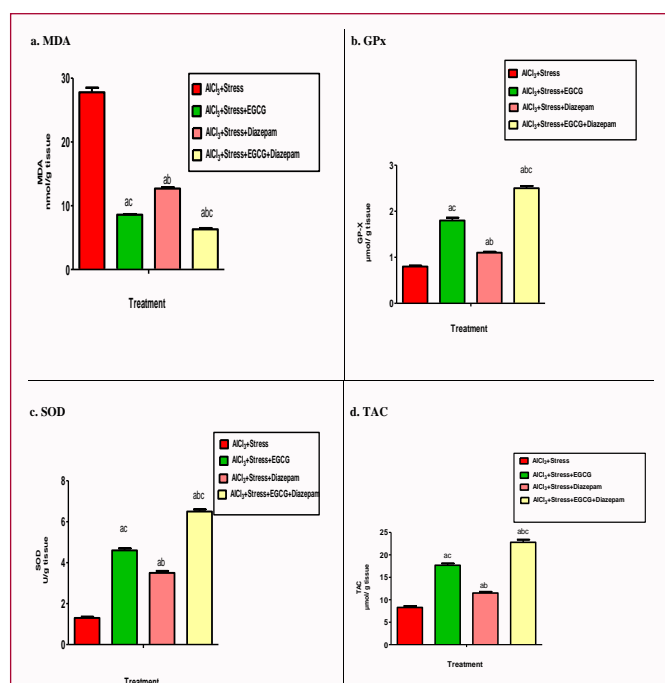 a. MDA
30
20
10
0
MDA
nmol/g tissue
AlCl₃+Stress
AlCl₃+Stress+EGCG
AlCl₃+Stress+Diazepam
AlCl₃+Stress+EGCG+Diazepam
ac
ab
abc
Treatment
b. GPx
3
2
1
0
GP-X
µmol/ g tissue
AlCl₃+Stress
AlCl₃+Stress+EGCG
AlCl₃+Stress+Diazepam
AlCl₃+Stress+EGCG+Diazepam
ac
ab
abc
Treatment
c. SOD
8
6
4
2
0
SOD
U/g tissue
AlCl₃+Stress
AlCl₃+Stress+EGCG
AlCl₃+Stress+Diazepam
AlCl₃+Stress+EGCG+Diazepam
ac
ab
abc
Treatment
d. TAC
25
20
15
10
5
0
TAC
µmol/ g tissue
AlCl₃+Stress
AlCl₃+Stress+EGCG
AlCl₃+Stress+Diazepam
AlCl₃+Stress+EGCG+Diazepam
ac
ab
abc
Treatment